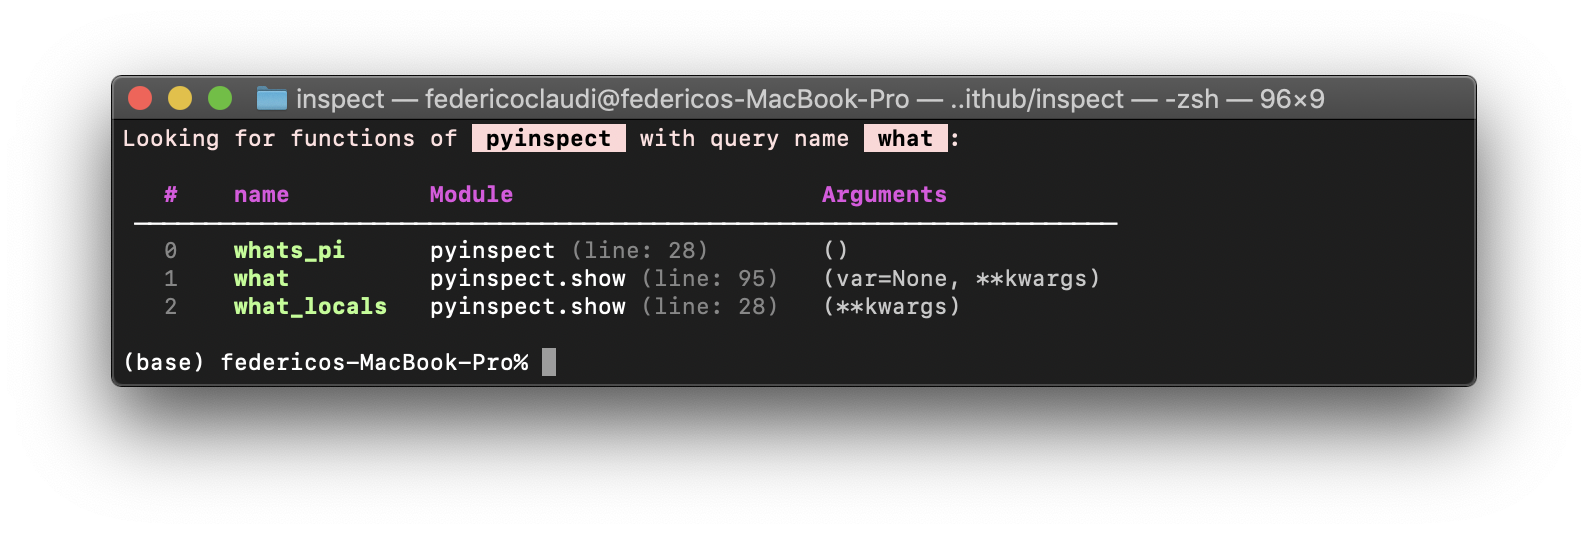 inspect — federicoclaudi@federicos-MacBook-Pro — ..ithub/inspect — -zsh — 96×9
Looking for functions of pyinspect with query name what :
# name Module Arguments
0 whats_pi pyinspect (line: 28) ()
1 what pyinspect.show (line: 95) (var=None, **kwargs)
2 what_locals pyinspect.show (line: 28) (**kwargs)
(base) federicos-MacBook-Pro%